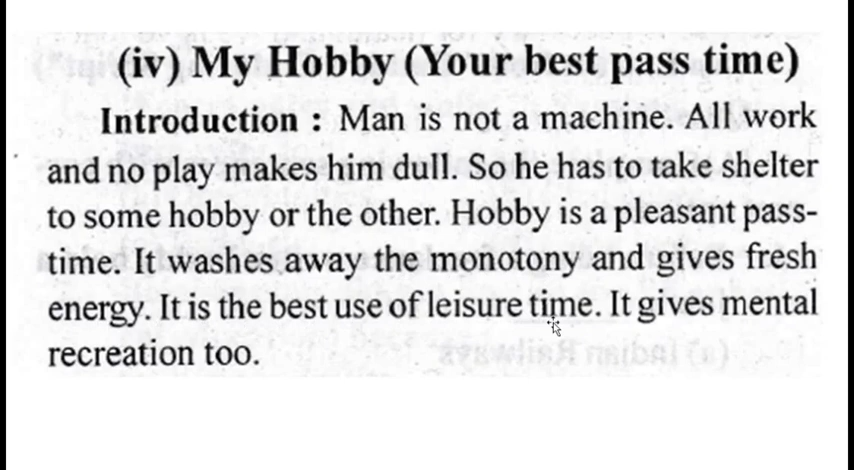 (iv) My Hobby (Your best pass time)
Introduction : Man is not a machine. All work
and no play makes him dull. So he has to take shelter
to some hobby or the other. Hobby is a pleasant pass-
time. It washes away the monotony and gives fresh
energy. It is the best use of leisure time. It gives mental
recreation too.